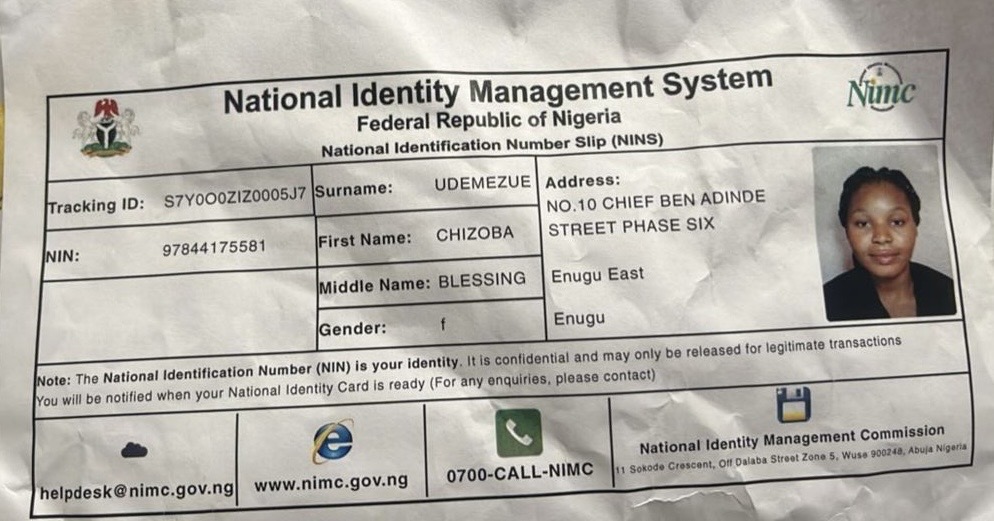 National Identity Management System
Federal Republic of Nigeria
National Identification Number Slip (NINS)
Nimc
Tracking ID: S7Y0O0ZIZ0005J7
Surname: UDEMEZUE
Address:
NO.10 CHIEF BEN ADINDE
STREET PHASE SIX
NIN: 97844175581
First Name: CHIZOBA
Middle Name: BLESSING
Enugu East
Gender: f
Enugu
Note: The National Identification Number (NIN) is your identity. It is confidential and may only be released for legitimate transactions
You will be notified when your National Identity Card is ready (For any enquiries, please contact)
helpdesk@nimc.gov.ng
www.nimc.gov.ng
0700-CALL-NIMC
National Identity Management Commission
11 Sokode Crescent, Off Dalaba Street Zone 5, Wuse 900248, Abuja Nigeria